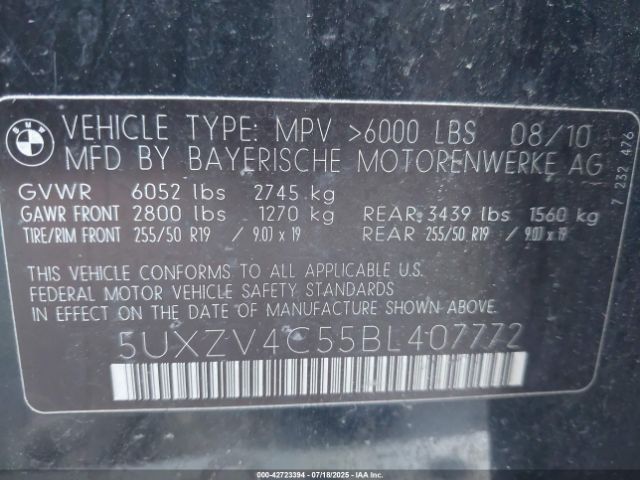 BMW
VEHICLE TYPE: MPV >6000 LBS 08/10
MFD BY BAYERISCHE MOTORENWERKE AG
GVWR 6052 lbs 2745 kg
GAWR FRONT 2800 lbs 1270 kg REAR 3439 lbs 1560 kg
TIRE/RIM FRONT 255/50 R19 / 9.0J x 19 REAR 255/50 R19 / 9.0J x 19
7 232 476
THIS VEHICLE CONFORMS TO ALL APPLICABLE U.S.
FEDERAL MOTOR VEHICLE SAFETY STANDARDS
IN EFFECT ON THE DATE OF MANUFACTURE SHOWN ABOVE.
5UXZV4C55BL407772
000-42723394 07/18/2025 - IAA Inc.